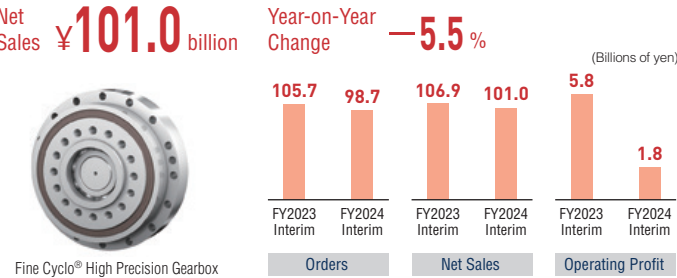 Net
Sales ¥101.0 billion
Year-on-Year
Change —5.5 %
(Billions of yen)
105.7 98.7 106.9 101.0 5.8 1.8
FY2023 FY2024 FY2023 FY2024 FY2023 FY2024
Interim Interim Interim Interim Interim Interim
Orders Net Sales Operating Profit
Fine Cyclo® High Precision Gearbox